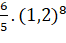 6/5 . (1,2)⁸